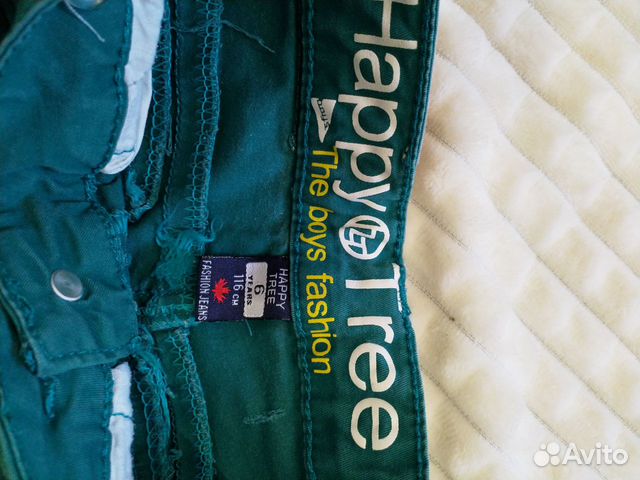 Happy Tree
The boys fashion
HAPPY
TREE
6
YEARS
116 CM
FASHION JEANS
Avito